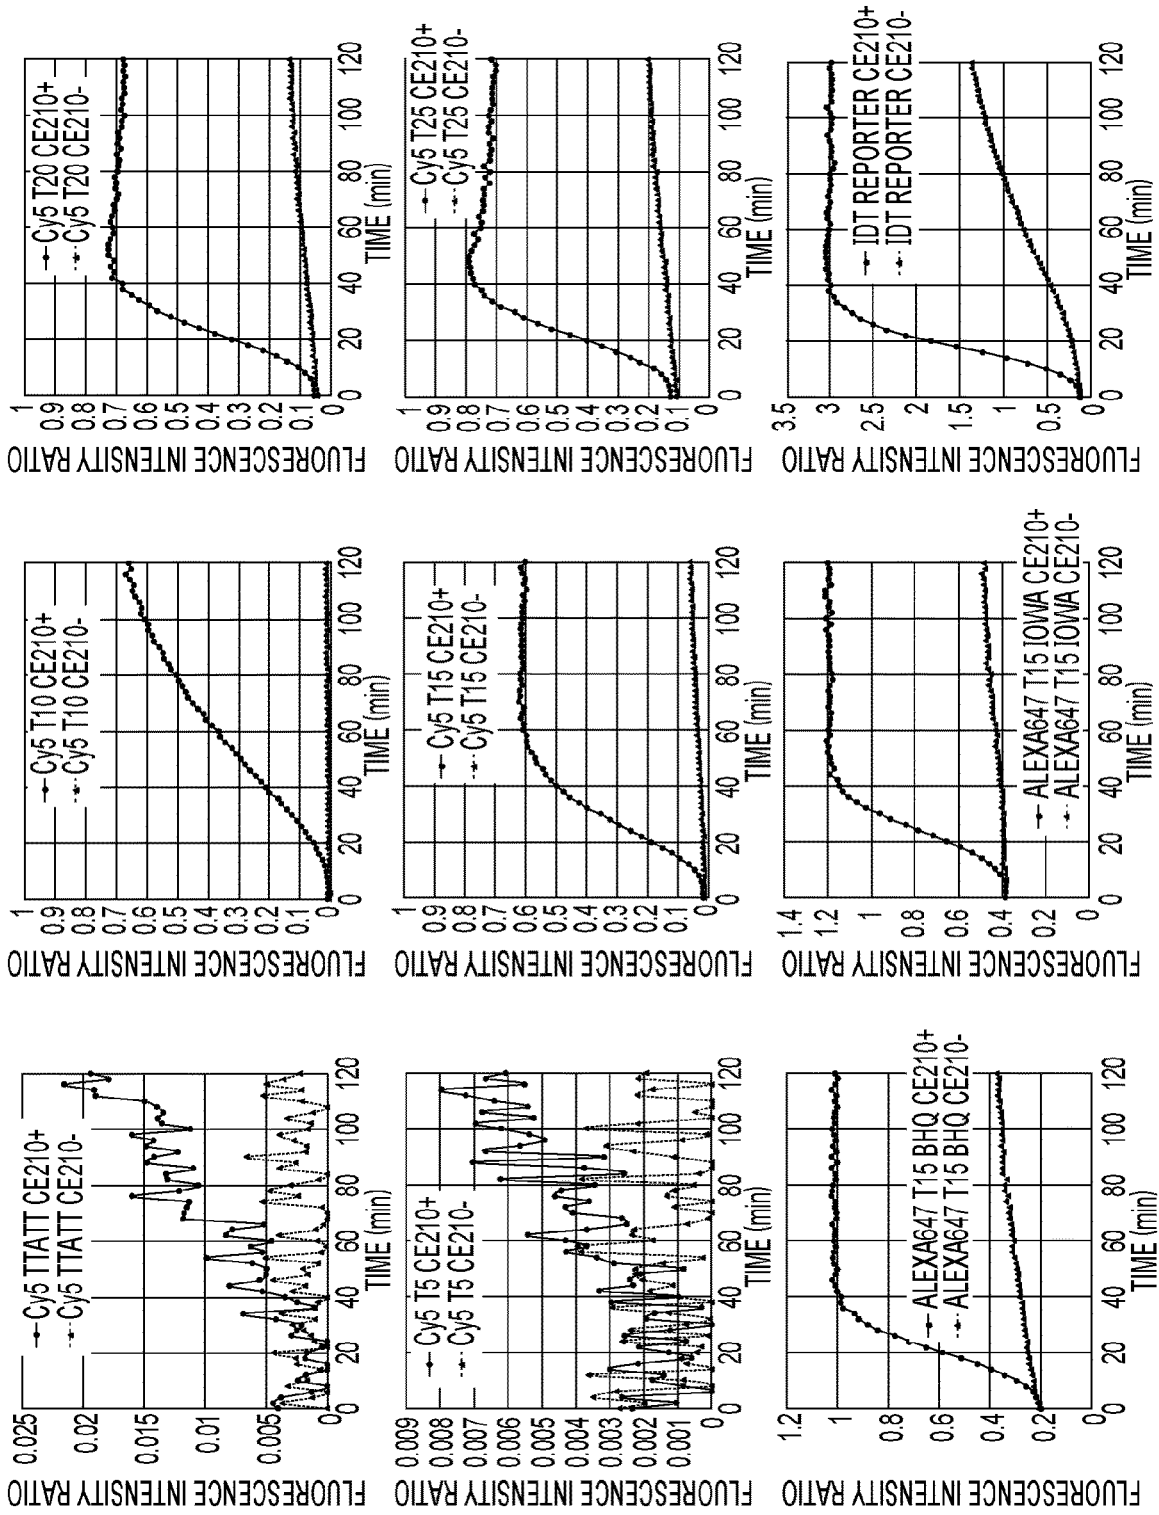 FLUORESCENCE INTENSITY RATIO
0.025
0.02
0.015
0.01
0.005
0
Cy5 TTATT CE210+
Cy5 TTATT CE210-
0 20 40 60 80 100 120
TIME (min)
FLUORESCENCE INTENSITY RATIO
1
0.9
0.8
0.7
0.6
0.5
0.4
0.3
0.2
0.1
0
Cy5 T10 CE210+
Cy5 T10 CE210-
0 20 40 60 80 100 120
TIME (min)
FLUORESCENCE INTENSITY RATIO
1
0.9
0.8
0.7
0.6
0.5
0.4
0.3
0.2
0.1
0
Cy5 T20 CE210+
Cy5 T20 CE210-
0 20 40 60 80 100 120
TIME (min)
FLUORESCENCE INTENSITY RATIO
0.009
0.008
0.007
0.006
0.005
0.004
0.003
0.002
0.001
0
Cy5 T5 CE210+
Cy5 T5 CE210-
0 20 40 60 80 100 120
TIME (min)
FLUORESCENCE INTENSITY RATIO
1
0.9
0.8
0.7
0.6
0.5
0.4
0.3
0.2
0.1
0
Cy5 T15 CE210+
Cy5 T15 CE210-
0 20 40 60 80 100 120
TIME (min)
FLUORESCENCE INTENSITY RATIO
1
0.9
0.8
0.7
0.6
0.5
0.4
0.3
0.2
0.1
0
Cy5 T25 CE210+
Cy5 T25 CE210-
0 20 40 60 80 100 120
TIME (min)
FLUORESCENCE INTENSITY RATIO
1.2
1
0.8
0.6
0.4
0.2
0
ALEXA647 T15 BHQ CE210+
ALEXA647 T15 BHQ CE210-
0 20 40 60 80 100 120
TIME (min)
FLUORESCENCE INTENSITY RATIO
1.4
1.2
1
0.8
0.6
0.4
0.2
0
ALEXA647 T15 IOWA CE210+
ALEXA647 T15 IOWA CE210-
0 20 40 60 80 100 120
TIME (min)
FLUORESCENCE INTENSITY RATIO
3.5
3
2.5
2
1.5
1
0.5
0
IDT REPORTER CE210+
IDT REPORTER CE210-
0 20 40 60 80 100 120
TIME (min)